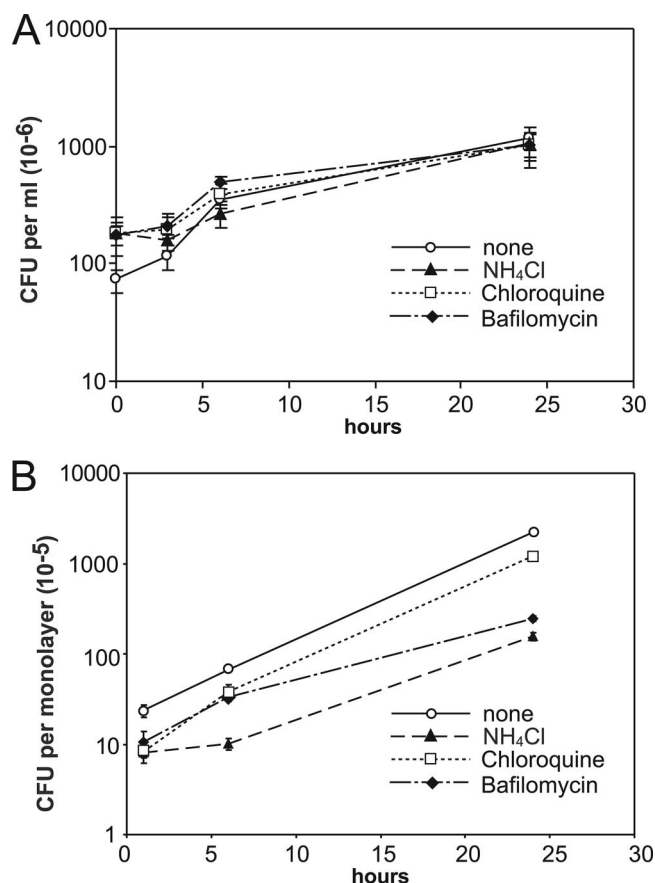 A
CFU per ml (10-6)
10000
1000
100
10
0 5 10 15 20 25 30
hours
none
NH₄Cl
Chloroquine
Bafilomycin
B
CFU per monolayer (10-5)
10000
1000
100
10
1
0 5 10 15 20 25 30
hours
none
NH₄Cl
Chloroquine
Bafilomycin